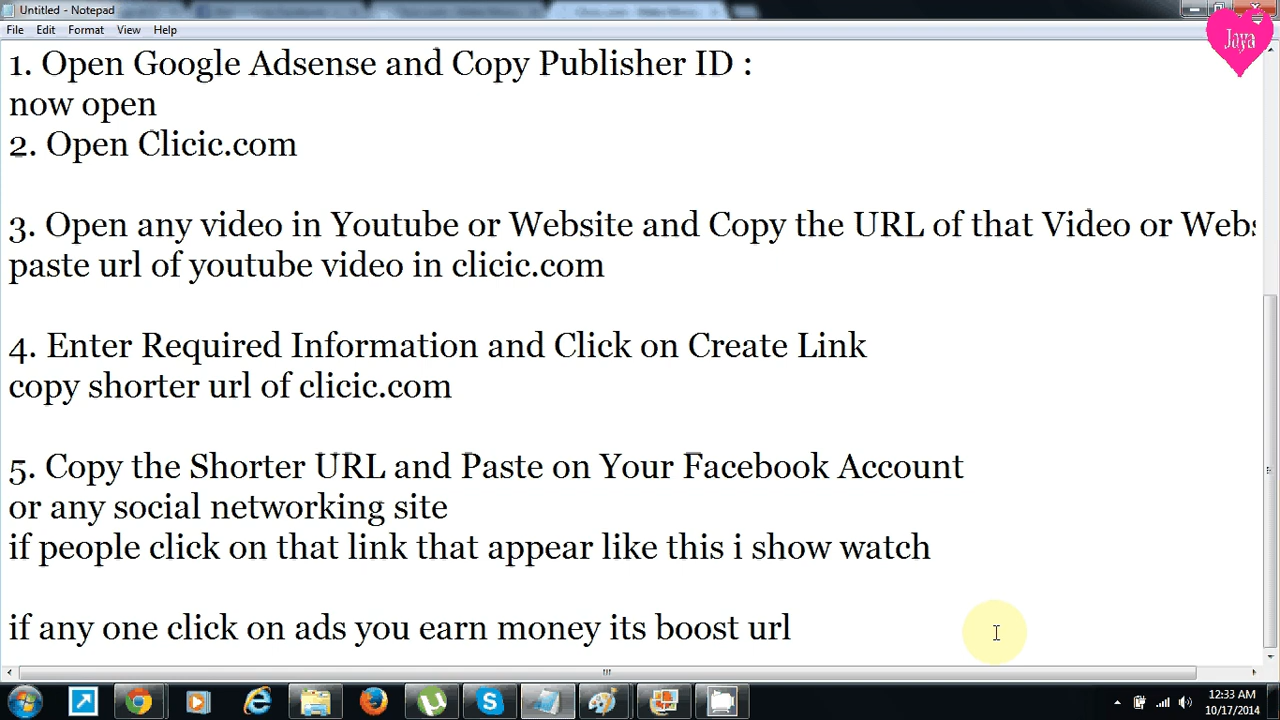 Untitled - Notepad
File Edit Format View Help
Jaya
1. Open Google Adsense and Copy Publisher ID :
now open
2. Open Clicic.com
3. Open any video in Youtube or Website and Copy the URL of that Video or Webs
paste url of youtube video in clicic.com
4. Enter Required Information and Click on Create Link
copy shorter url of clicic.com
5. Copy the Shorter URL and Paste on Your Facebook Account
or any social networking site
if people click on that link that appear like this i show watch
if any one click on ads you earn money its boost url
12:33 AM
10/17/2014